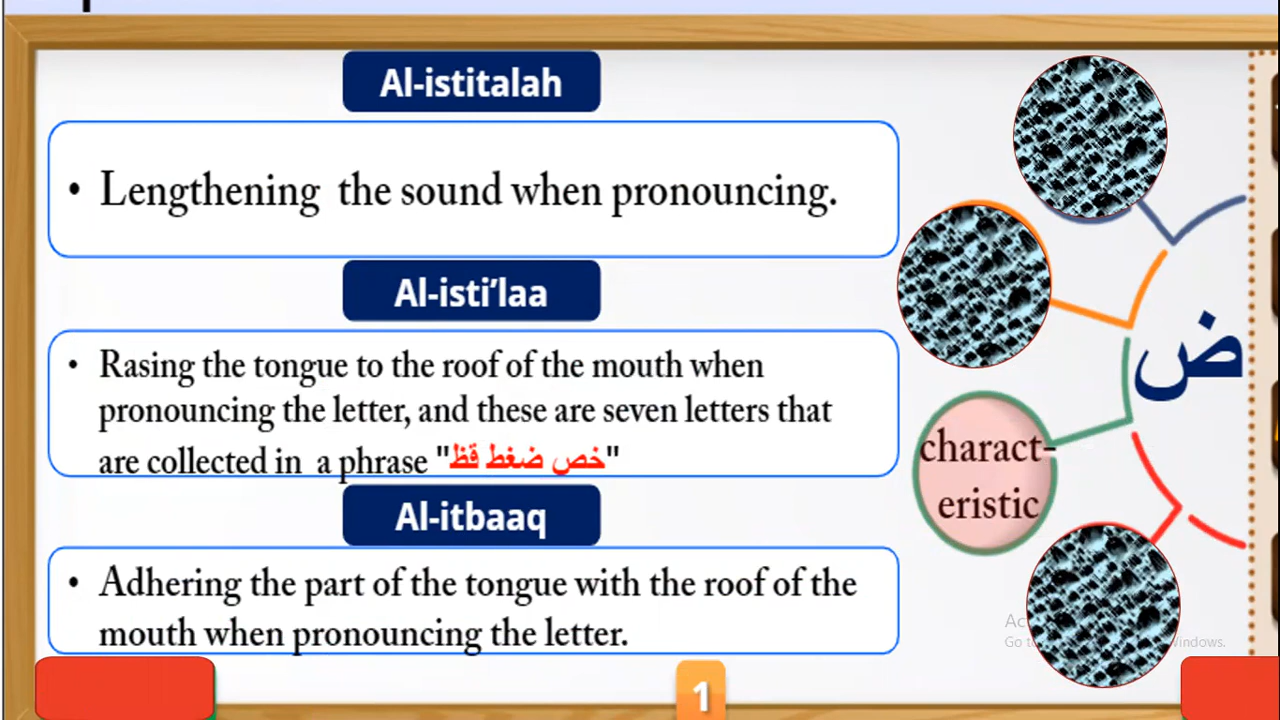 Al-istitalah
• Lengthening the sound when pronouncing.
Al-isti’laa
• Rasing the tongue to the roof of the mouth when
pronouncing the letter, and these are seven letters that
are collected in a phrase "خص ضغط قظ"
Al-itbaaq
• Adhering the part of the tongue with the roof of the
mouth when pronouncing the letter.
ض
charact-
eristic
1
Go to
Windows.